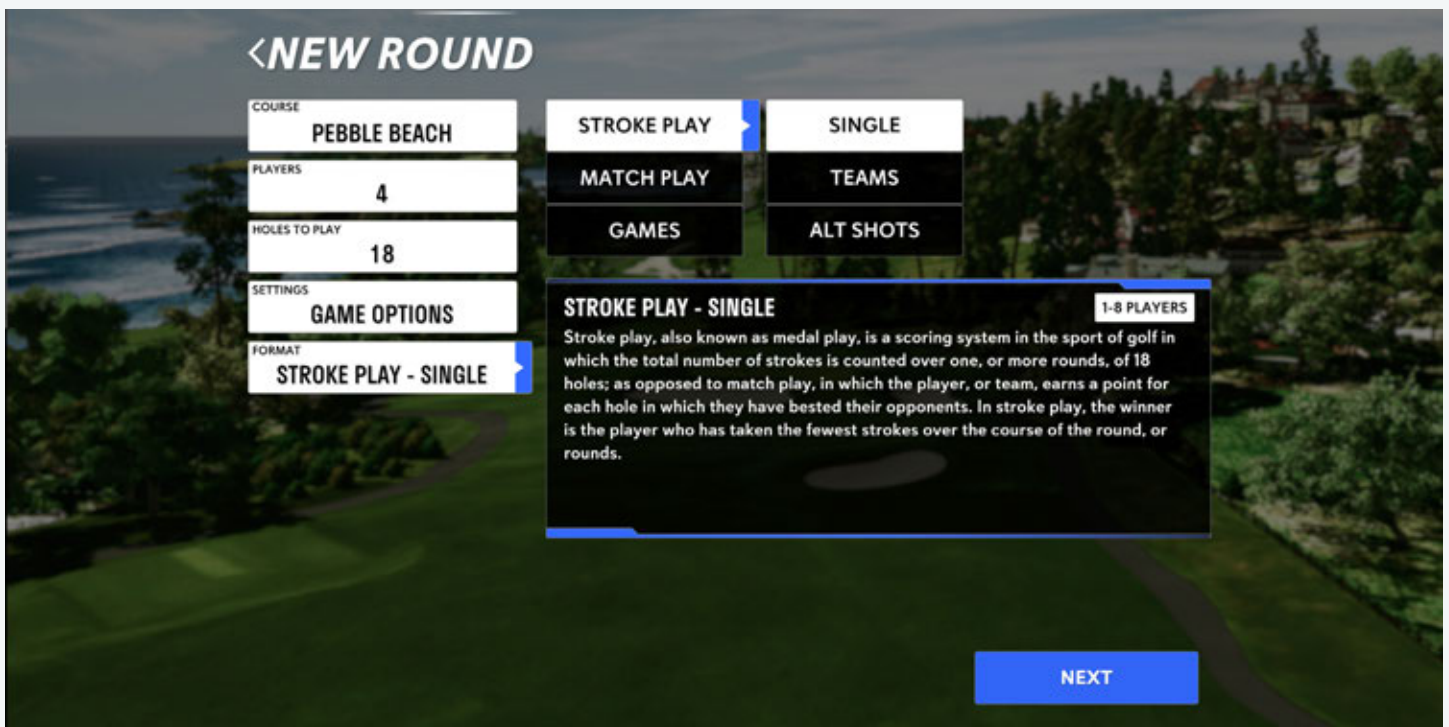 <NEW ROUND
COURSE
PEBBLE BEACH
PLAYERS
4
HOLES TO PLAY
18
SETTINGS
GAME OPTIONS
FORMAT
STROKE PLAY - SINGLE
STROKE PLAY
SINGLE
MATCH PLAY
TEAMS
GAMES
ALT SHOTS
STROKE PLAY - SINGLE
1-8 PLAYERS
Stroke play, also known as medal play, is a scoring system in the sport of golf in
which the total number of strokes is counted over one, or more rounds, of 18
holes; as opposed to match play, in which the player, or team, earns a point for
each hole in which they have bested their opponents. In stroke play, the winner
is the player who has taken the fewest strokes over the course of the round, or
rounds.
NEXT